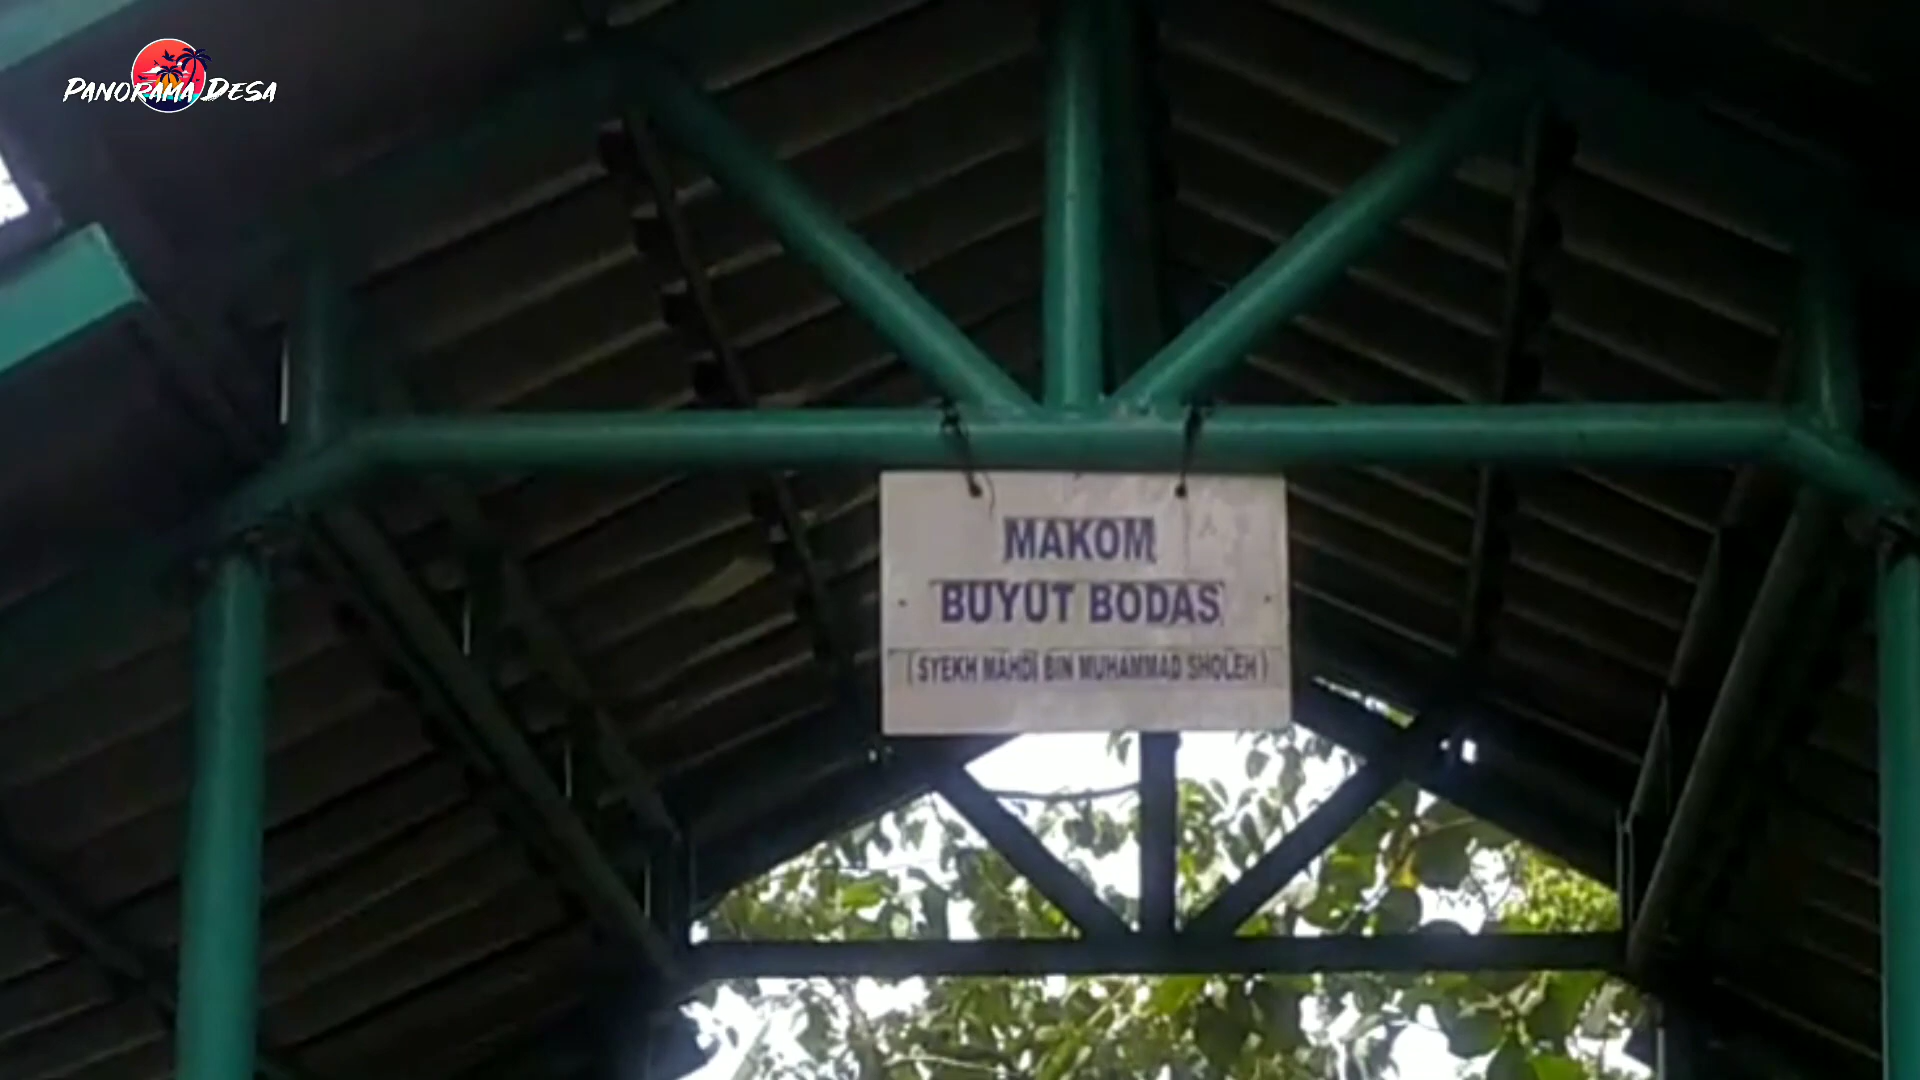 PANORAMA DESA
MAKOM
BUYUT BODAS
( SYEKH MAHDI BIN MUHAMMAD SHOLEH )